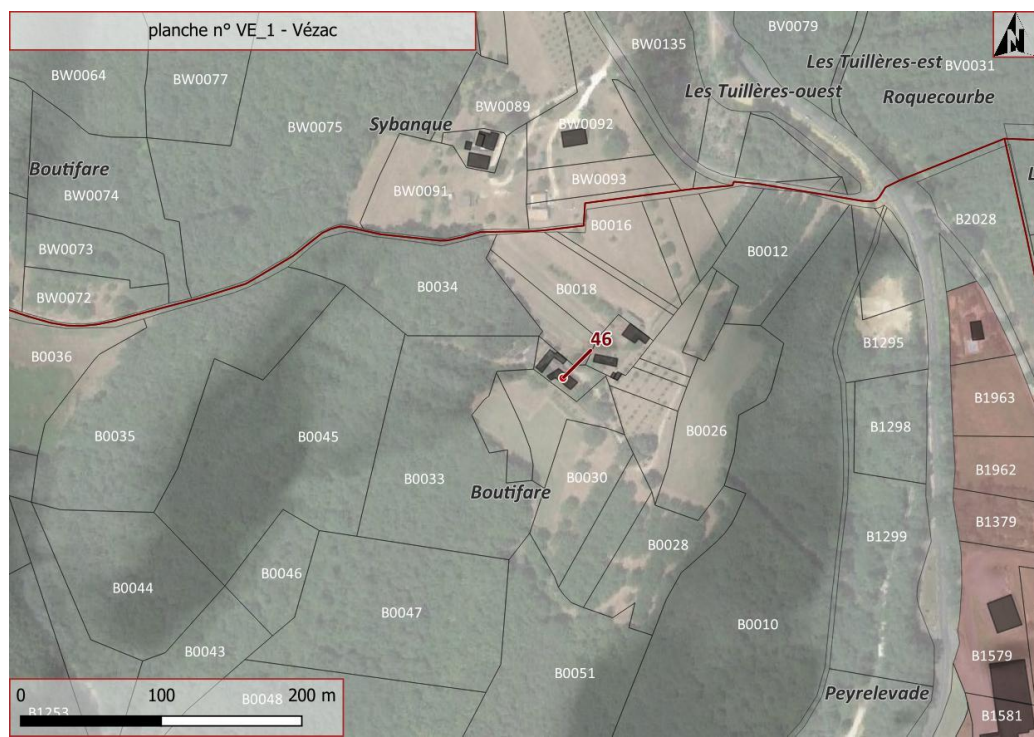 planche n° VE_1 - Vézac
N
BV0079
BW0135
Les Tuillères-est
BV0031
BW0064
BW0077
Les Tuillères-ouest
Roquecourbe
BW0089
BW0075
Sybanque
BW0092
Boutifare
BW0093
BW0074
BW0091
B2028
B0016
BW0073
B0012
B0034
B0018
BW0072
46
B1295
B0036
B1963
B0035
B0045
B0026
B1298
B1962
B0033
B0030
Boutifare
B1379
B1299
B0028
B0046
B0044
B0047
B0010
B0043
B1579
B0051
Peyrelevade
0 100 200 m
B0048
B1253
B1581